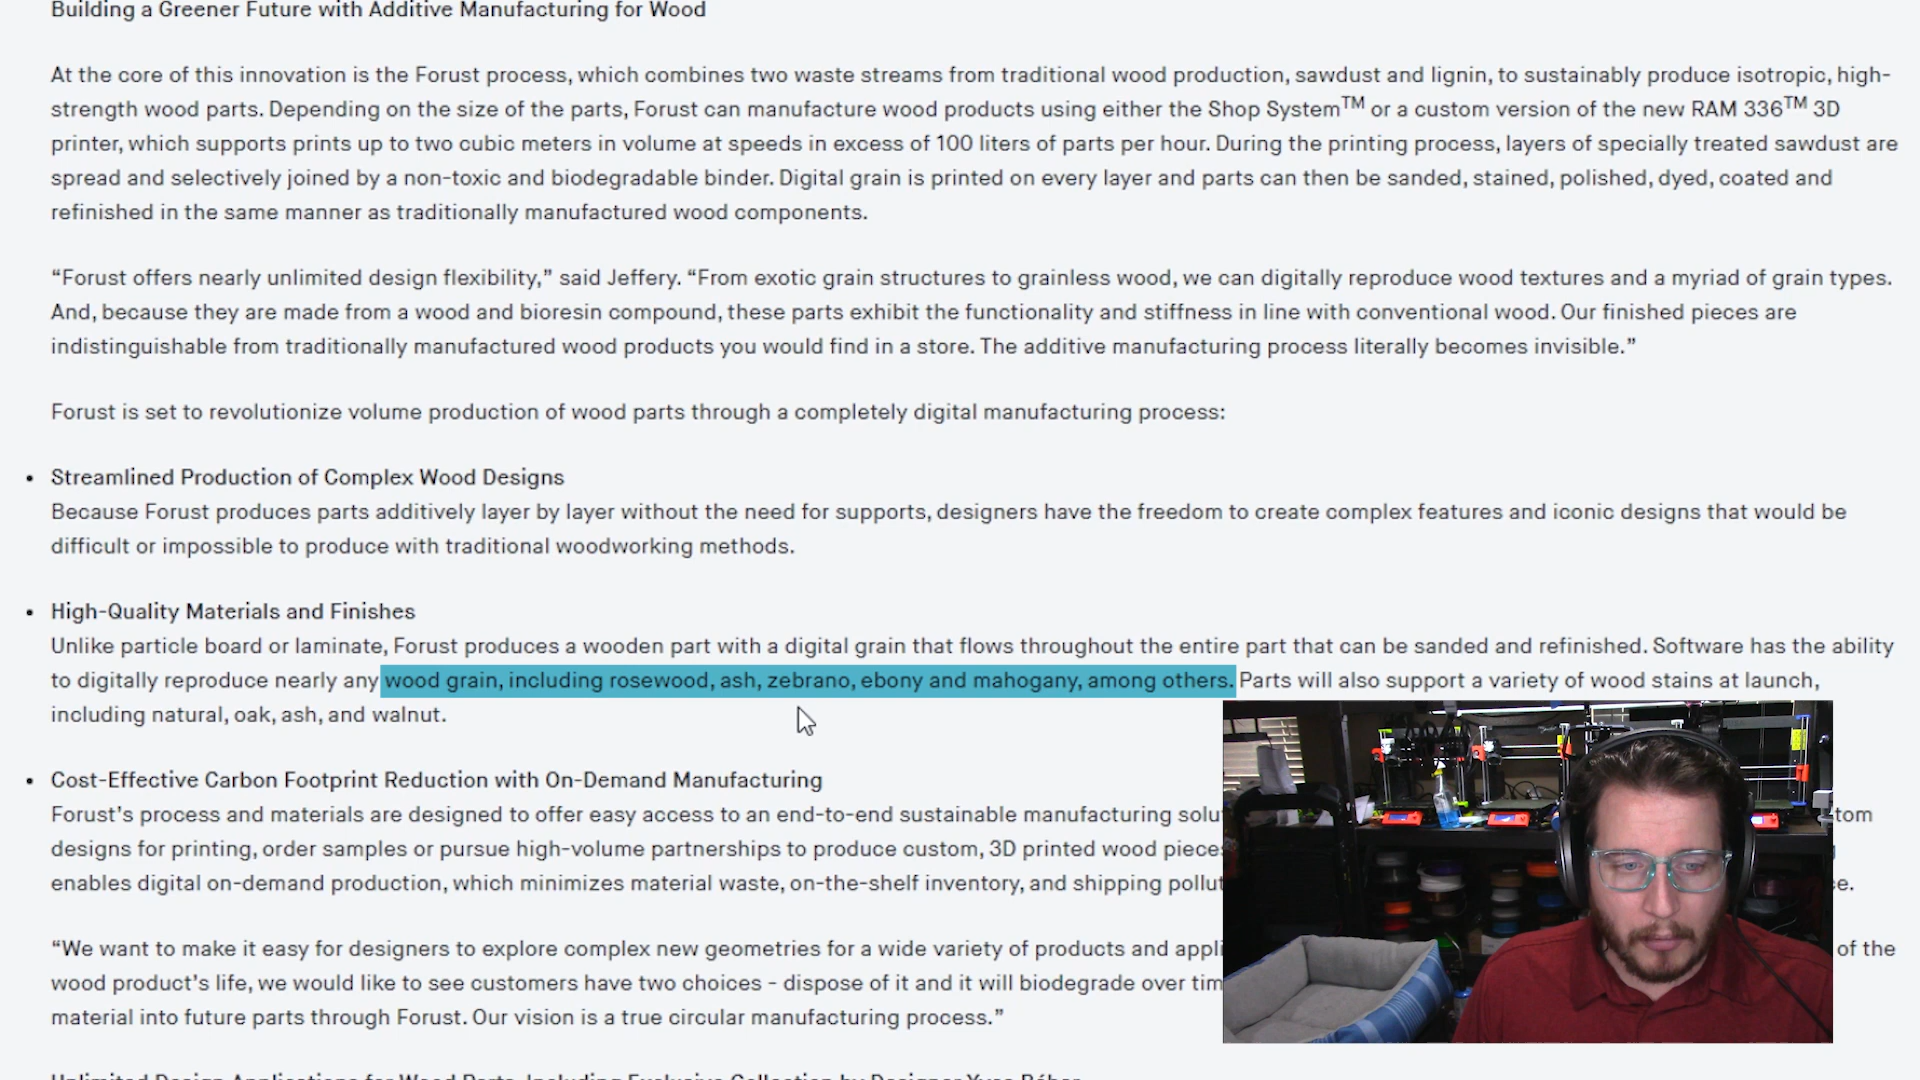 Building a Greener Future with Additive Manufacturing for Wood
At the core of this innovation is the Forust process, which combines two waste streams from traditional wood production, sawdust and lignin, to sustainably produce isotropic, high-
strength wood parts. Depending on the size of the parts, Forust can manufacture wood products using either the Shop System™ or a custom version of the new RAM 336™ 3D
printer, which supports prints up to two cubic meters in volume at speeds in excess of 100 liters of parts per hour. During the printing process, layers of specially treated sawdust are
spread and selectively joined by a non-toxic and biodegradable binder. Digital grain is printed on every layer and parts can then be sanded, stained, polished, dyed, coated and
refinished in the same manner as traditionally manufactured wood components.
“Forust offers nearly unlimited design flexibility,” said Jeffery. “From exotic grain structures to grainless wood, we can digitally reproduce wood textures and a myriad of grain types.
And, because they are made from a wood and bioresin compound, these parts exhibit the functionality and stiffness in line with conventional wood. Our finished pieces are
indistinguishable from traditionally manufactured wood products you would find in a store. The additive manufacturing process literally becomes invisible.”
Forust is set to revolutionize volume production of wood parts through a completely digital manufacturing process:
• Streamlined Production of Complex Wood Designs
Because Forust produces parts additively layer by layer without the need for supports, designers have the freedom to create complex features and iconic designs that would be
difficult or impossible to produce with traditional woodworking methods.
• High-Quality Materials and Finishes
Unlike particle board or laminate, Forust produces a wooden part with a digital grain that flows throughout the entire part that can be sanded and refinished. Software has the ability
to digitally reproduce nearly any wood grain, including rosewood, ash, zebrano, ebony and mahogany, among others. Parts will also support a variety of wood stains at launch,
including natural, oak, ash, and walnut.
• Cost-Effective Carbon Footprint Reduction with On-Demand Manufacturing
Forust's process and materials are designed to offer easy access to an end-to-end sustainable manufacturing solu tom
designs for printing, order samples or pursue high-volume partnerships to produce custom, 3D printed wood piece
enables digital on-demand production, which minimizes material waste, on-the-shelf inventory, and shipping pollut e.
“We want to make it easy for designers to explore complex new geometries for a wide variety of products and appli of the
wood product's life, we would like to see customers have two choices - dispose of it and it will biodegrade over tim
material into future parts through Forust. Our vision is a true circular manufacturing process.”
Unlimited Design Applications for Wood Parts, Including Exclusive Collection by Designer Yves Béhar